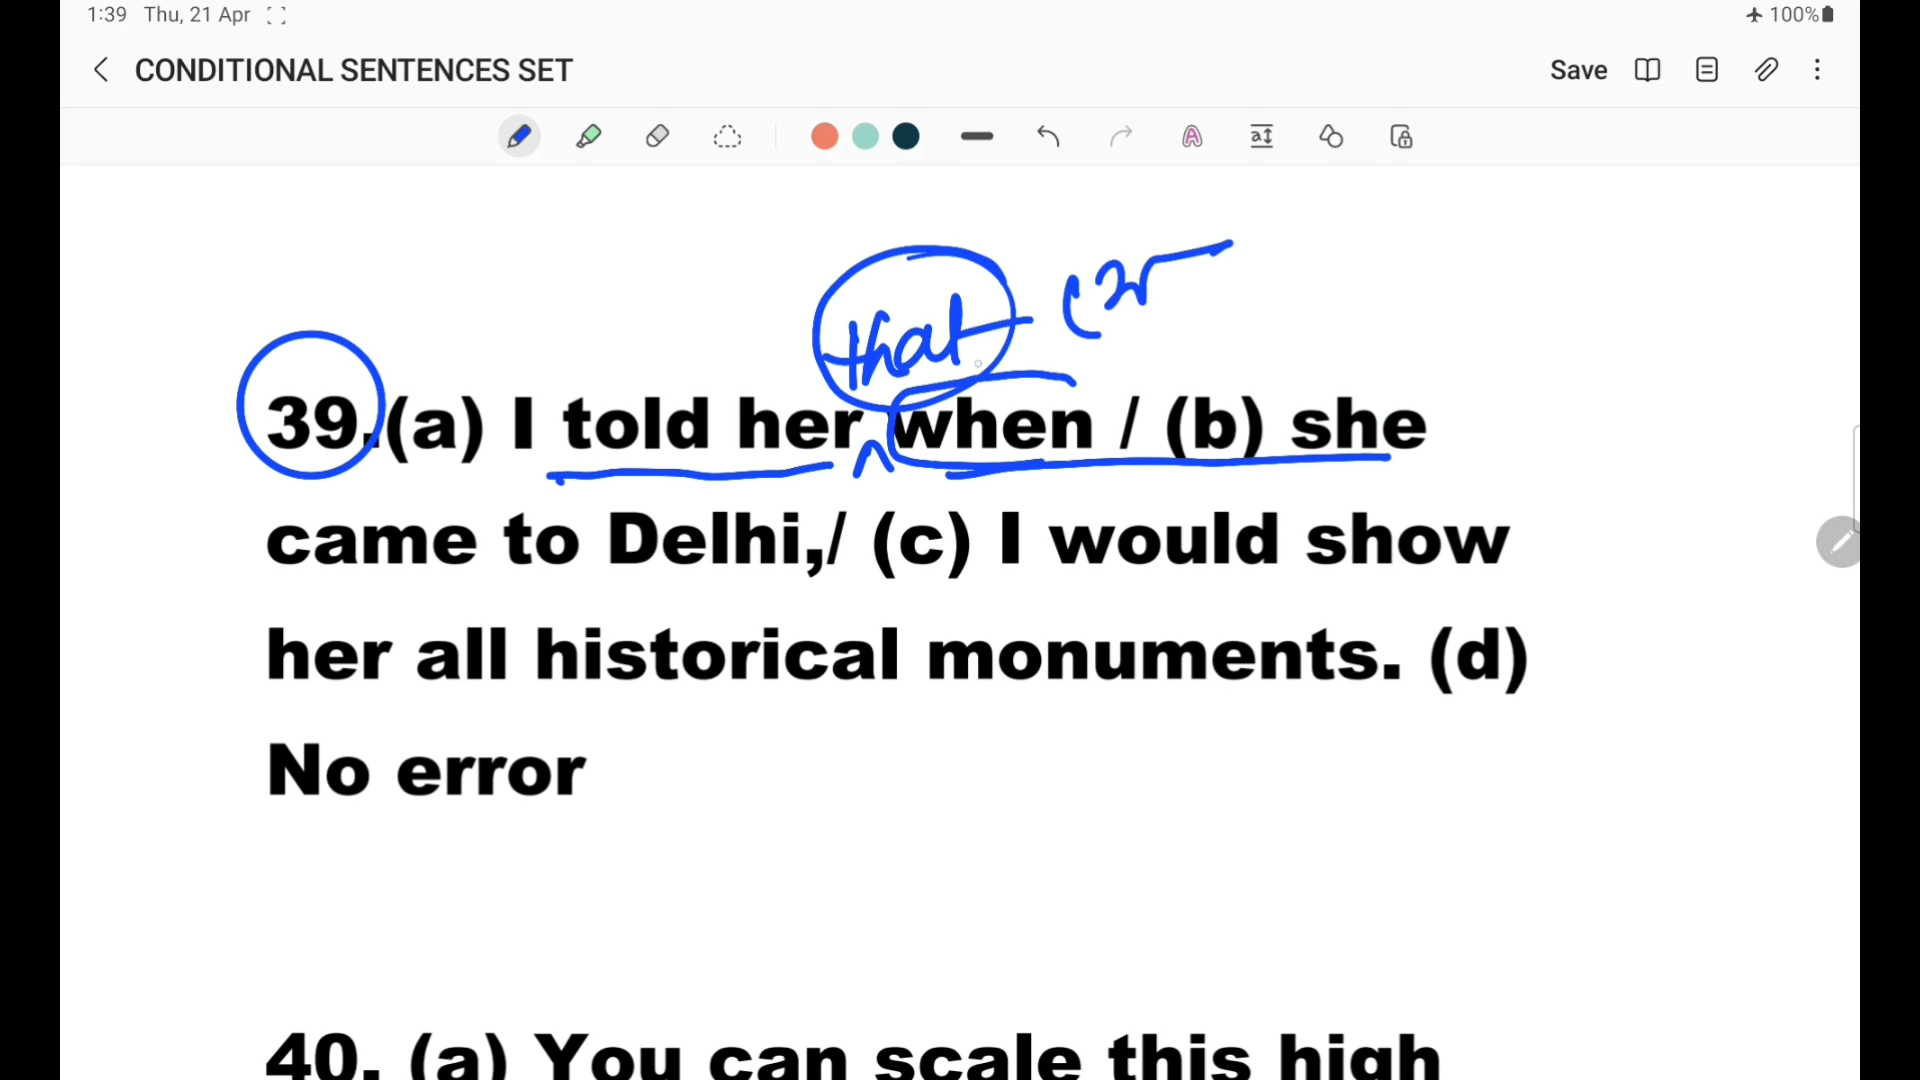 1:39 Thu, 21 Apr 100%
CONDITIONAL SENTENCES SET Save
that
39.(a) I told her when / (b) she
came to Delhi,/ (c) I would show
her all historical monuments. (d)
No error
40. (a) You can scale this high